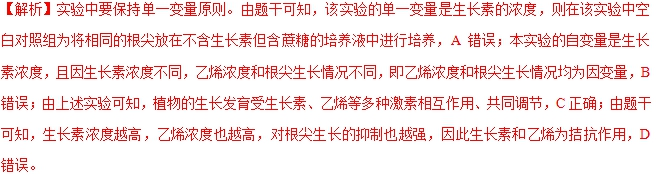 【解析】实验中要保持单一变量原则。由题干可知，该实验的单一变量是生长素的浓度，则在该实验中空
白对照组为将相同的根尖放在不含生长素但含蔗糖的培养液中进行培养，A 错误；本实验的自变量是生长
素浓度，且因生长素浓度不同，乙烯浓度和根尖生长情况不同，即乙烯浓度和根尖生长情况均为因变量，B
错误；由上述实验可知，植物的生长发育受生长素、乙烯等多种激素相互作用、共同调节，C 正确；由题干
可知，生长素浓度越高，乙烯浓度也越高，对根尖生长的抑制也越强，因此生长素和乙烯为拮抗作用，D
错误。